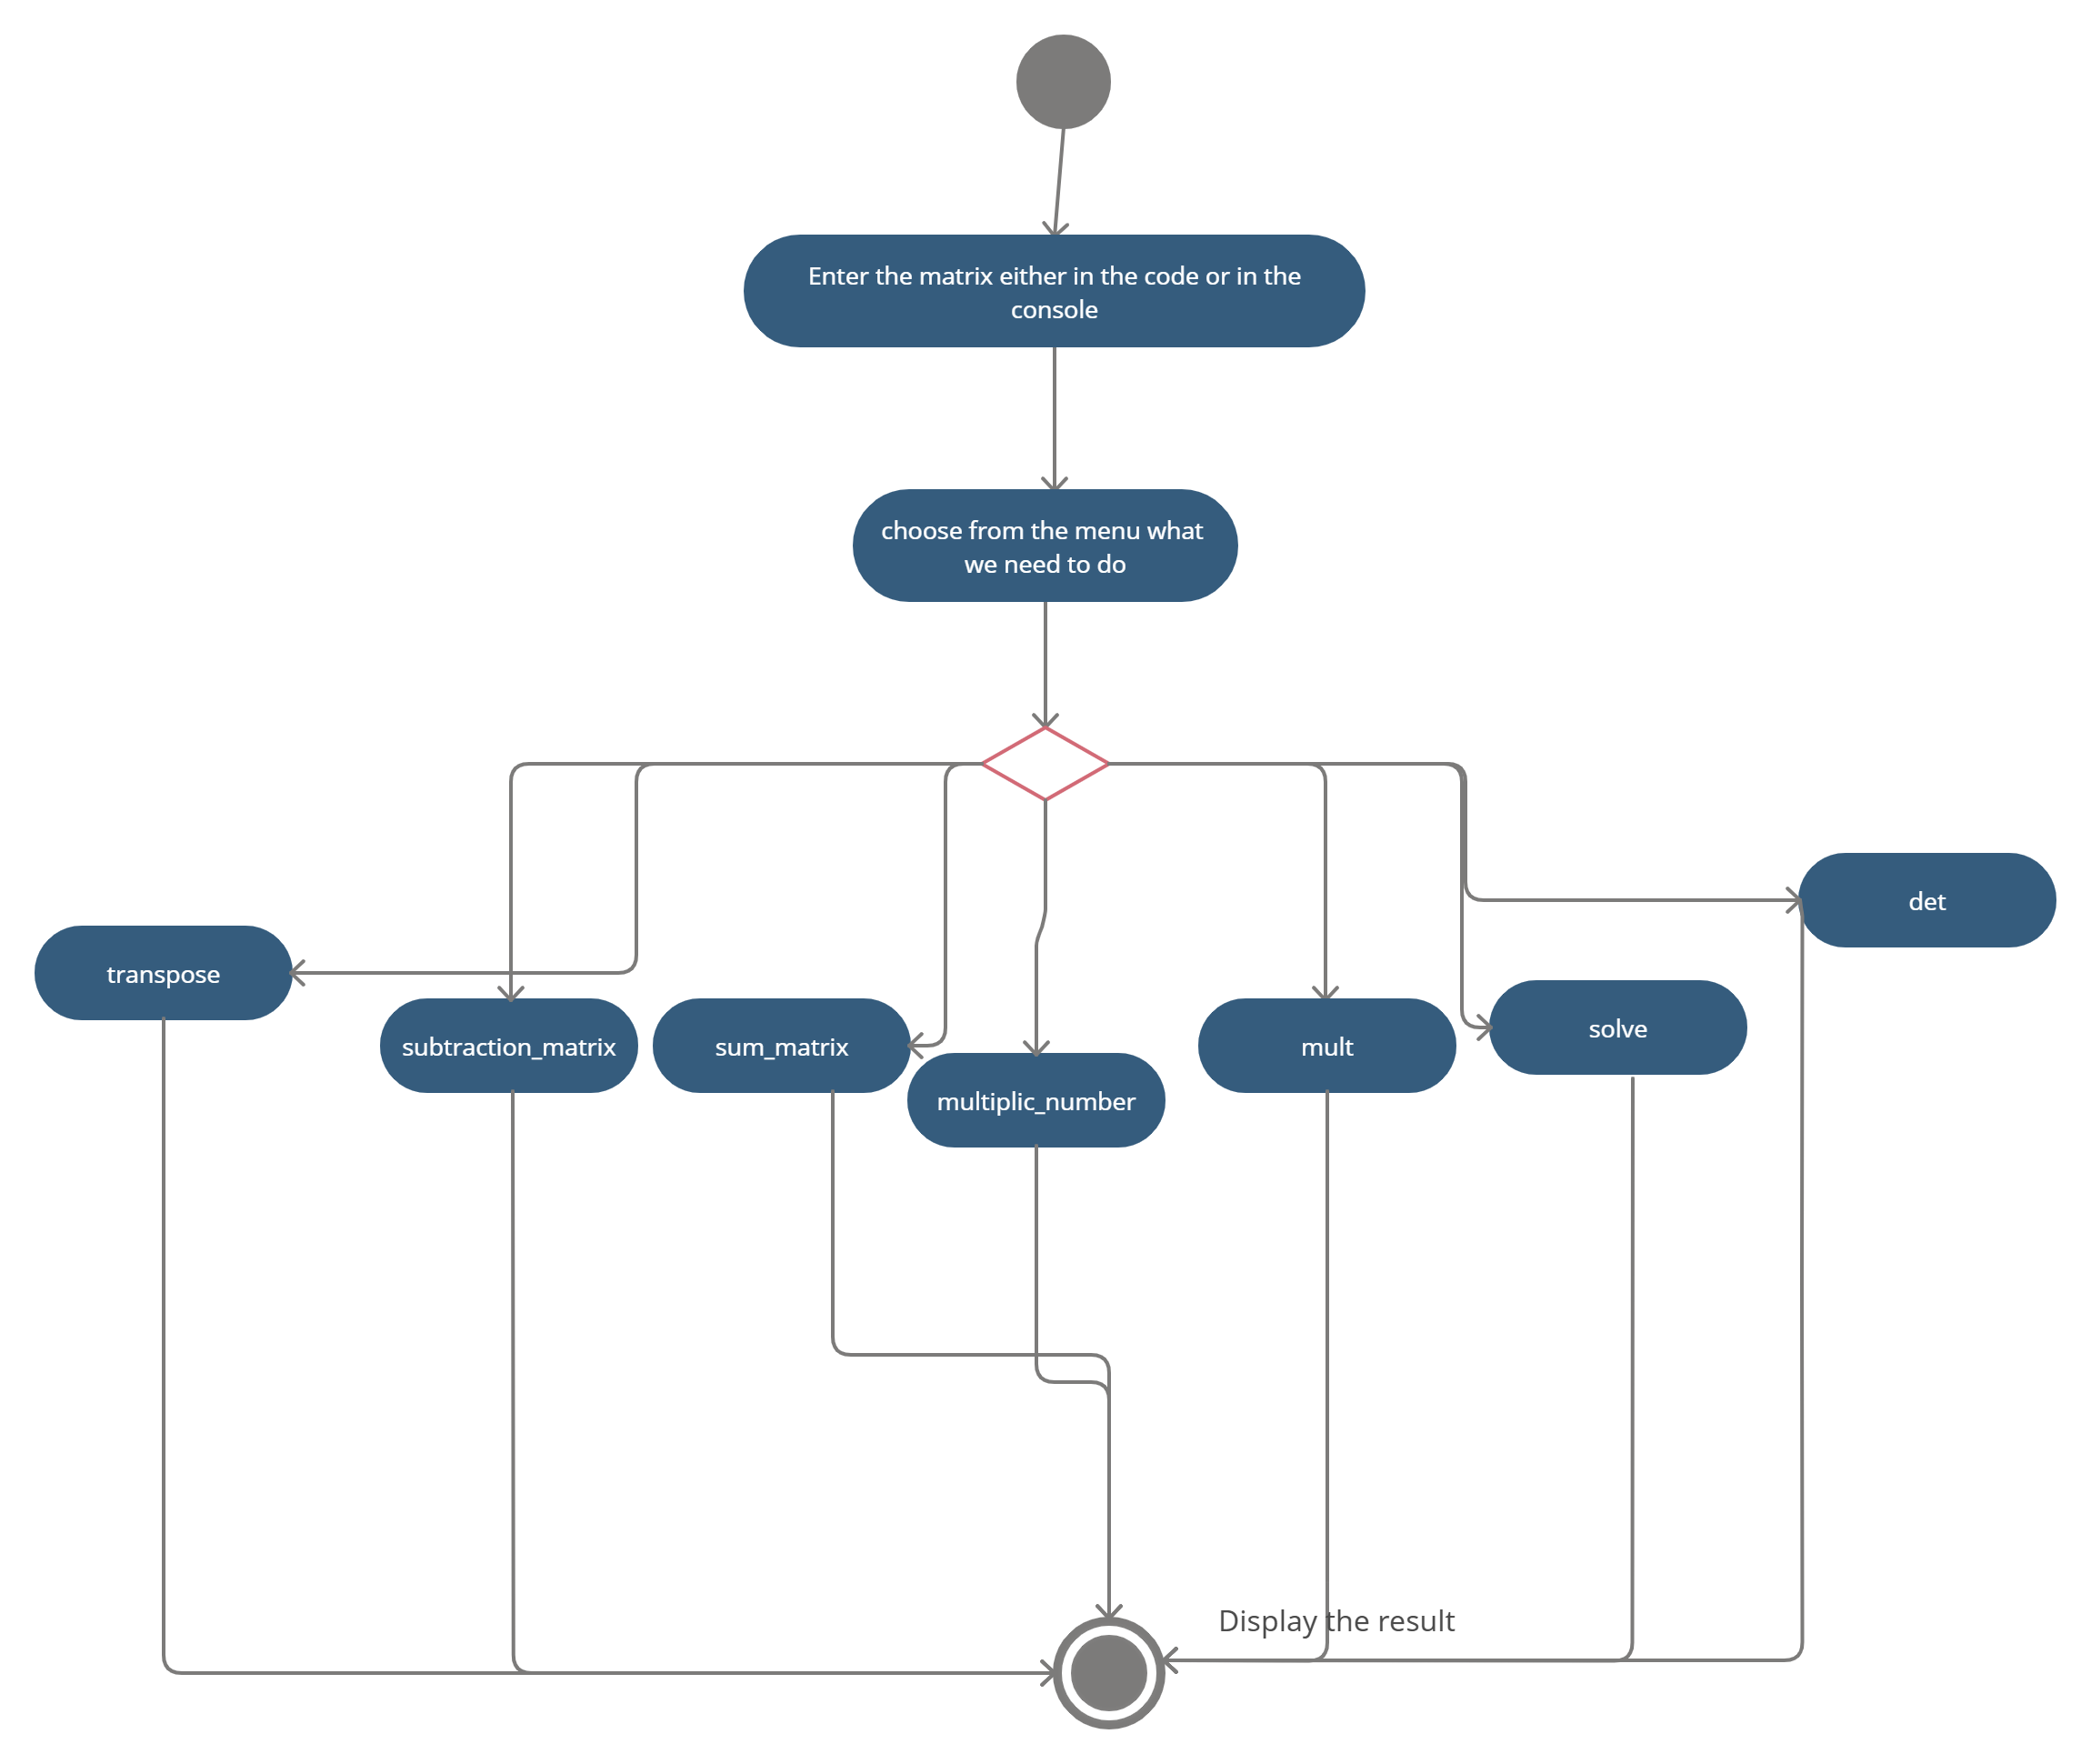 Enter the matrix either in the code or in the
console
choose from the menu what
we need to do
det
transpose
subtraction_matrix
sum_matrix
multiplic_number
mult
solve
Display the result